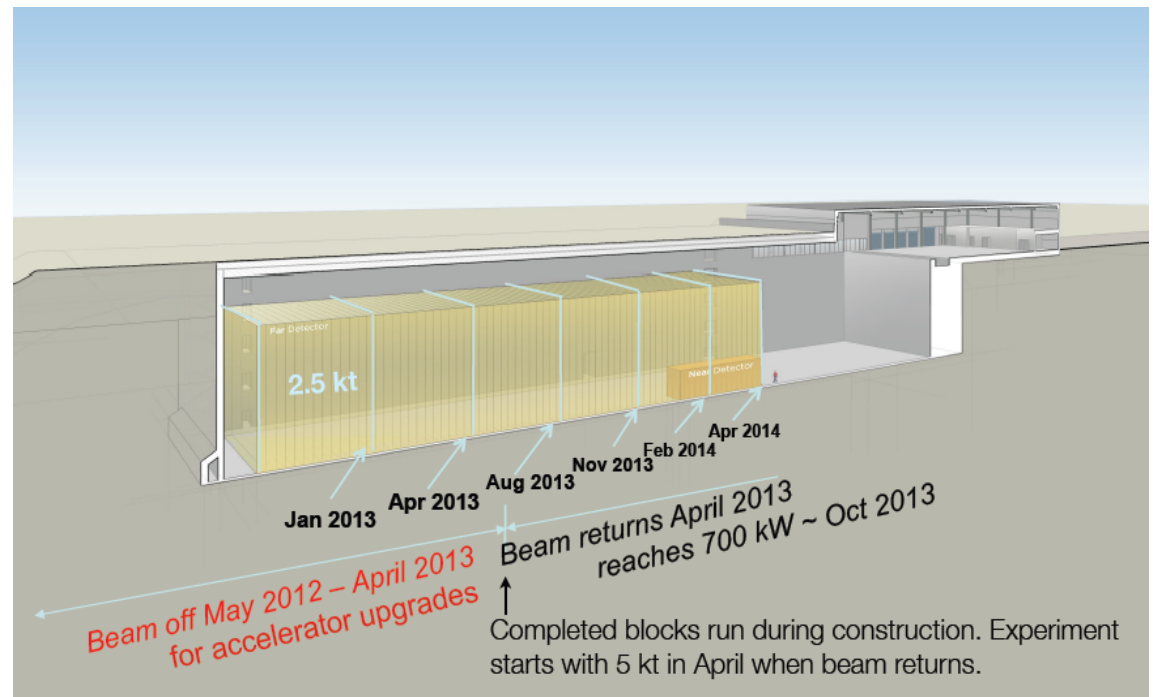 Far Detector
2.5 kt
Near Detector
Jan 2013
Apr 2013
Aug 2013
Nov 2013
Feb 2014
Apr 2014
Beam off May 2012 – April 2013
for accelerator upgrades
Beam returns April 2013
reaches 700 kW ~ Oct 2013
Completed blocks run during construction. Experiment
starts with 5 kt in April when beam returns.